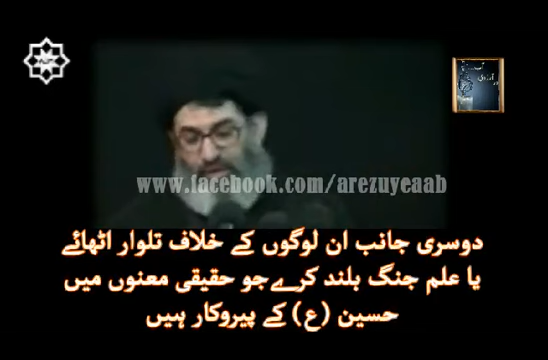 www.facebook.com/arezuyeaab
دوسری جانب ان لوگوں کے خلاف تلوار اٹھائے
یا علم جنگ بلند کرے جو حقیقی معنوں میں
حسین (ع) کے پیروکار ہیں